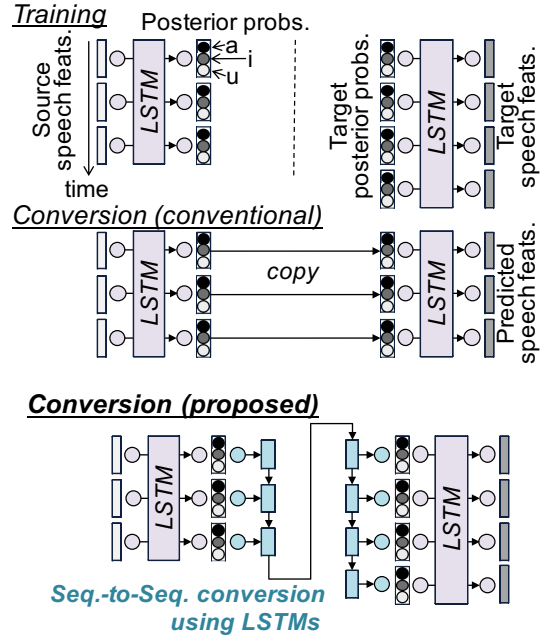 Training
Posterior probs.
a
i
u
Source
speech feats.
LSTM
time
Target
posterior probs.
LSTM
Target
speech feats.
Conversion (conventional)
LSTM
copy
LSTM
Predicted
speech feats.
Conversion (proposed)
LSTM
LSTM
Seq.-to-Seq. conversion
using LSTMs